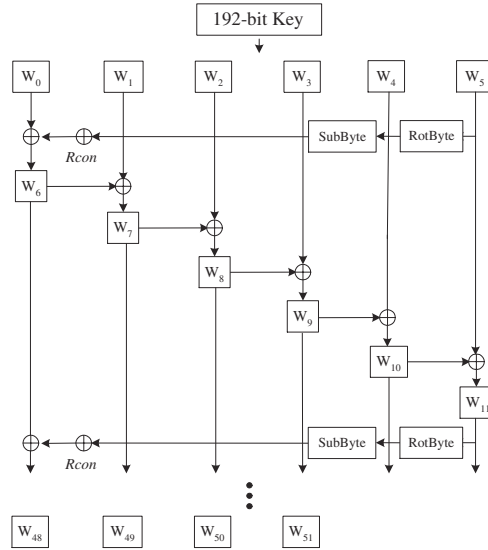 192-bit Key
W0 W1 W2 W3 W4 W5
SubByte RotByte
Rcon
W6
W7
W8
W9
W10
W11
SubByte RotByte
Rcon
W48 W49 W50 W51